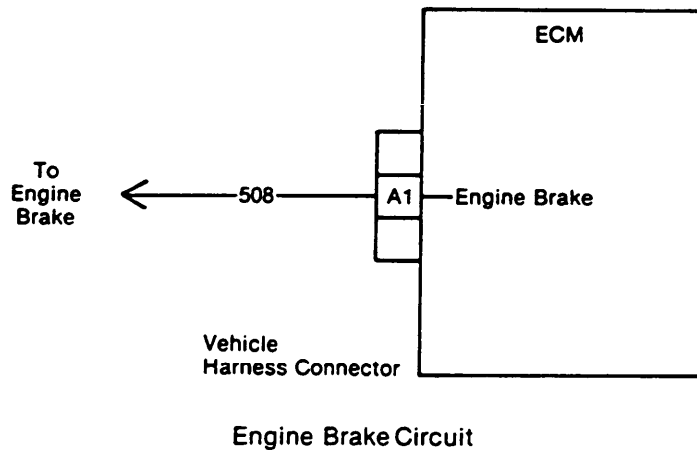 ECM
To
Engine
Brake
508
A1
Engine Brake
Vehicle
Harness Connector
Engine Brake Circuit